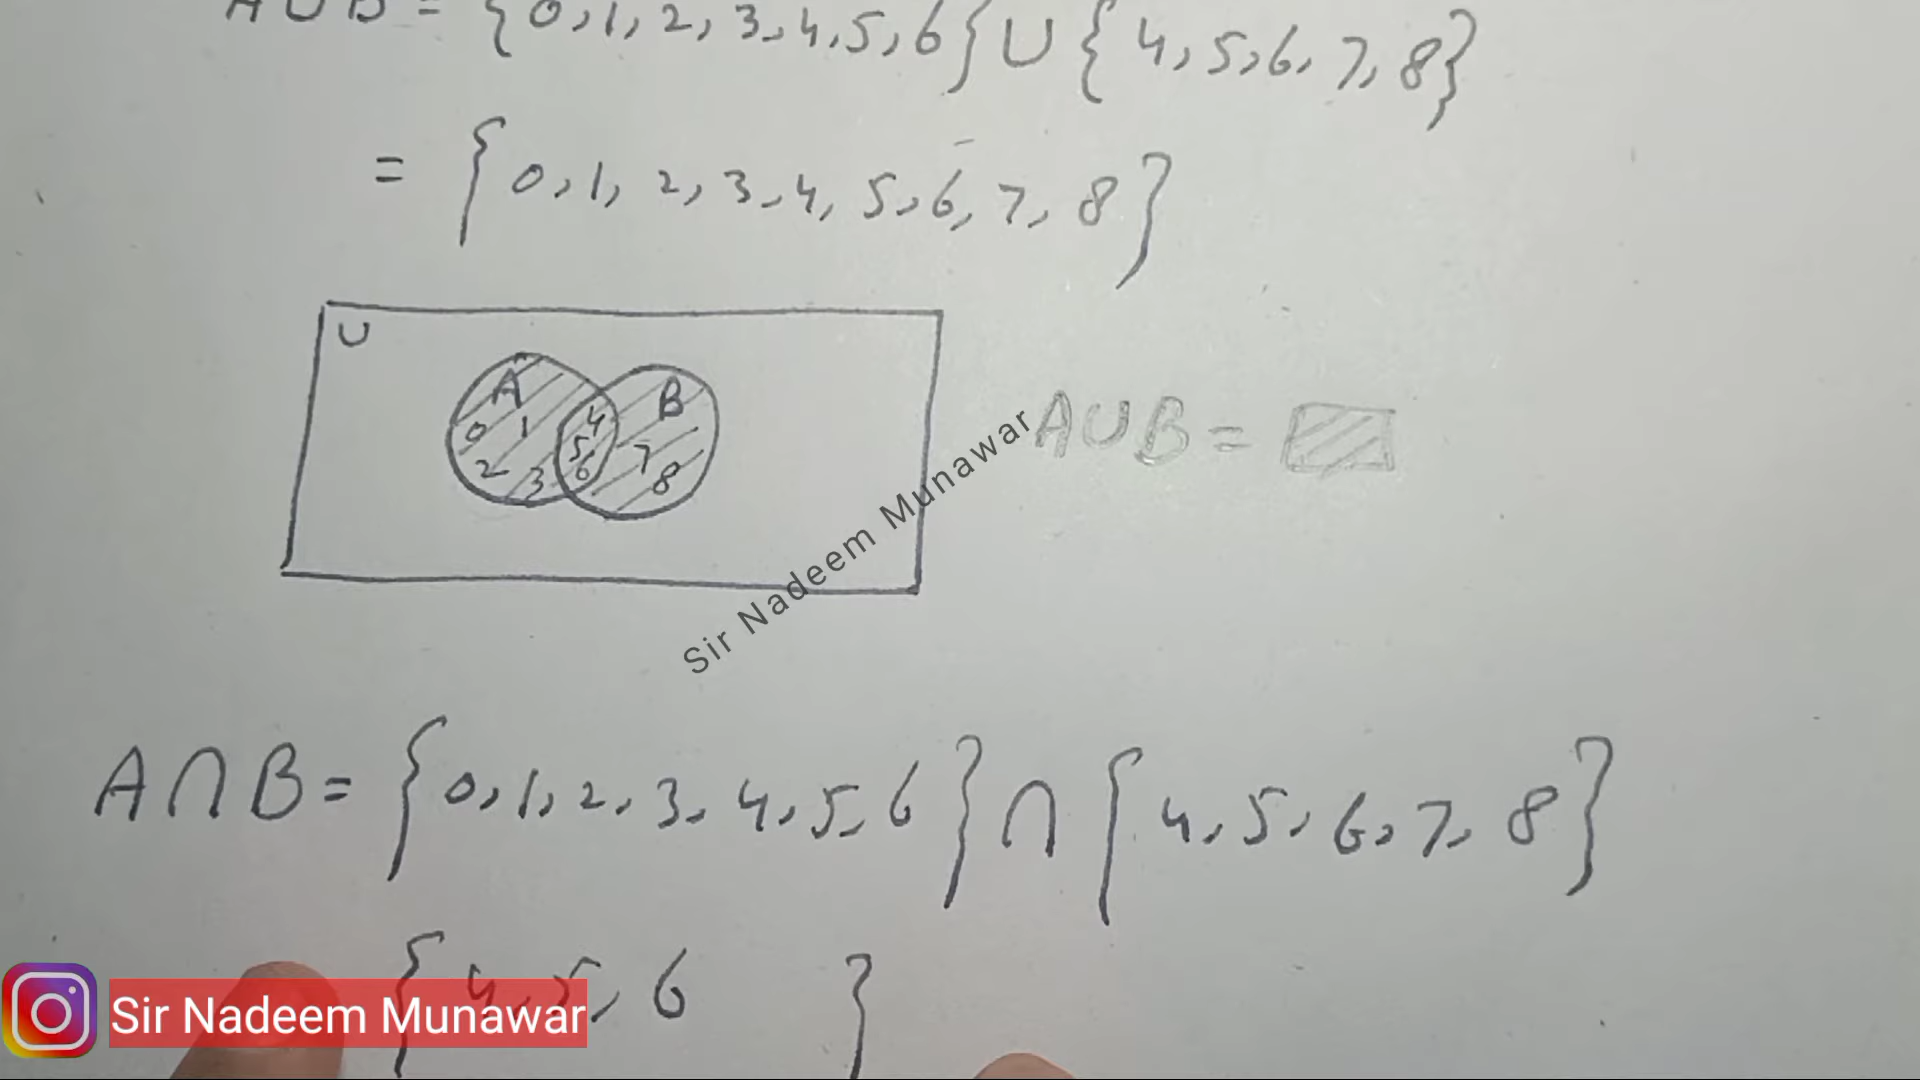 A∪B = {0,1,2,3,4,5,6}∪{4,5,6,7,8}
= {0,1,2,3,4,5,6,7,8}
U
A
B
0
1
2
3
4
5
6
7
8
A∪B =
Sir Nadeem Munawar
A∩B = {0,1,2,3,4,5,6}∩{4,5,6,7,8}
{4,5,6 }
Sir Nadeem Munawar